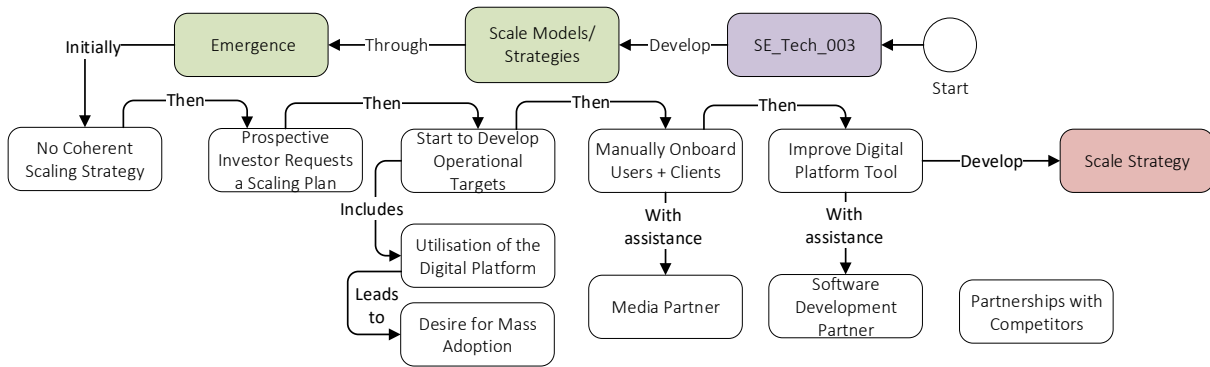 Initially
Emergence
Through
Scale Models/
Strategies
Develop
SE_Tech_003
Start
Then
Then
Then
Then
No Coherent
Scaling Strategy
Prospective
Investor Requests
a Scaling Plan
Start to Develop
Operational
Targets
Manually Onboard
Users + Clients
Improve Digital
Platform Tool
Develop
Scale Strategy
Includes
With
assistance
With
assistance
Utilisation of the
Digital Platform
Leads
to
Desire for Mass
Adoption
Media Partner
Software
Development
Partner
Partnerships with
Competitors